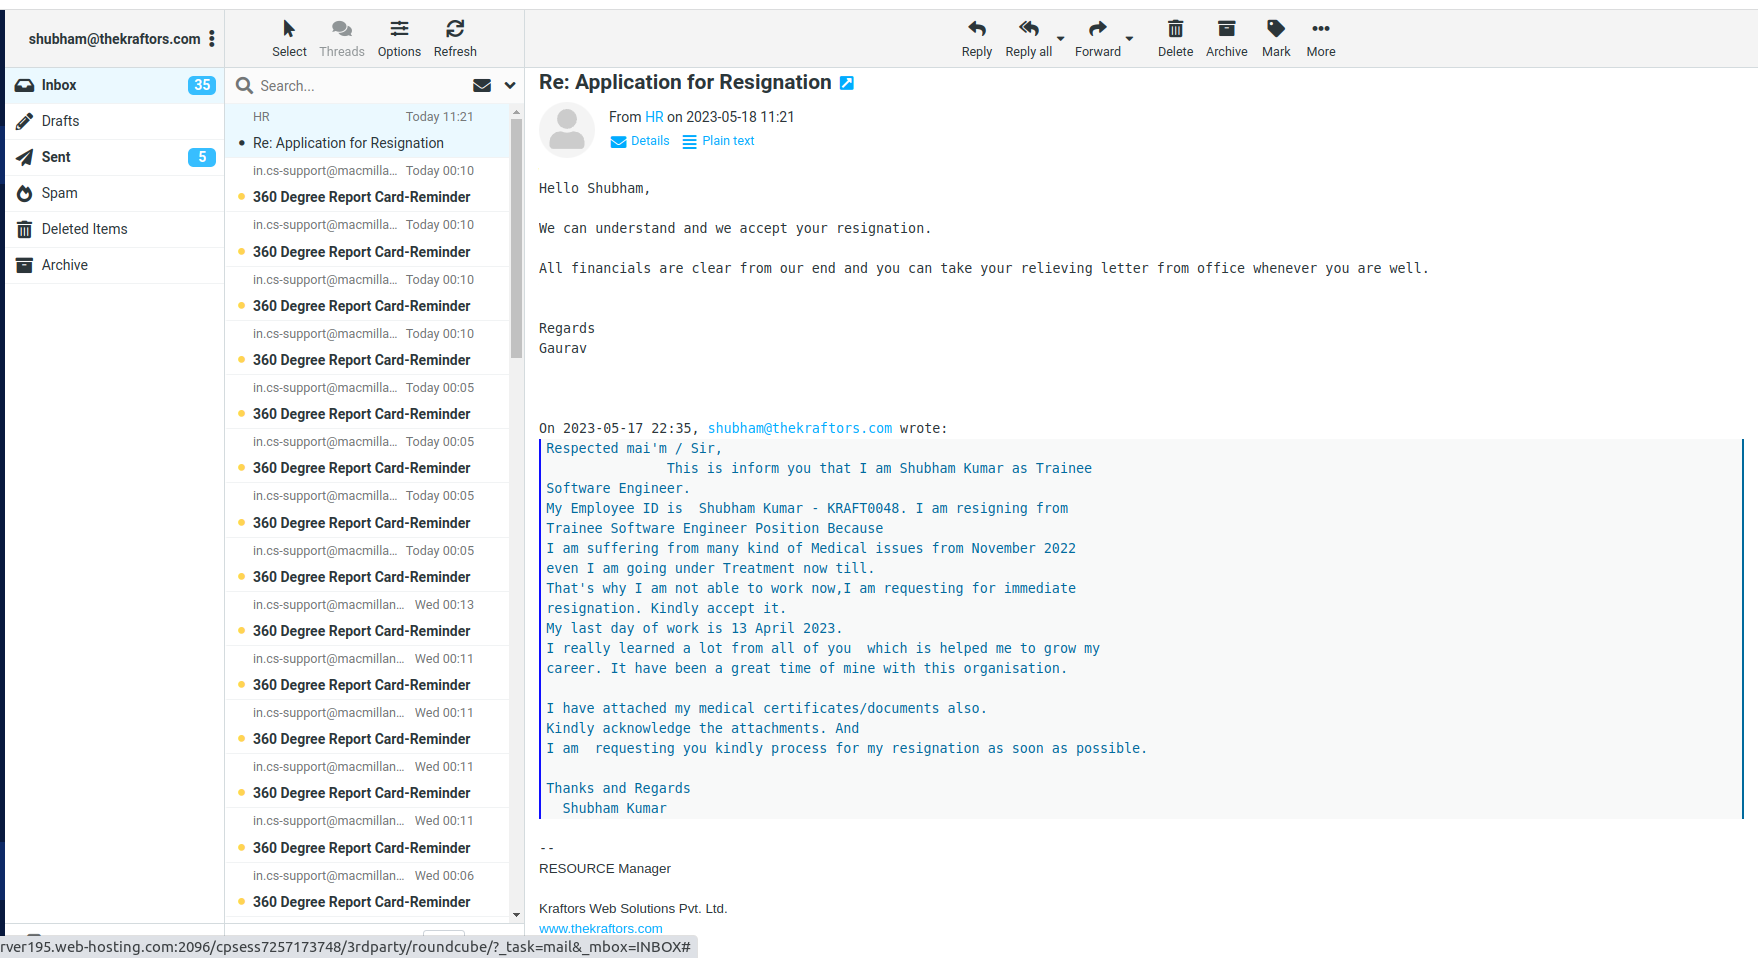 shubham@thekraftors.com
Inbox 35
Drafts
Sent 5
Spam
Deleted Items
Archive
Select Threads Options Refresh
Search...
HR Today 11:21
Re: Application for Resignation
in.cs-support@macmilla... Today 00:10
360 Degree Report Card-Reminder
in.cs-support@macmilla... Today 00:10
360 Degree Report Card-Reminder
in.cs-support@macmilla... Today 00:10
360 Degree Report Card-Reminder
in.cs-support@macmilla... Today 00:10
360 Degree Report Card-Reminder
in.cs-support@macmilla... Today 00:05
360 Degree Report Card-Reminder
in.cs-support@macmilla... Today 00:05
360 Degree Report Card-Reminder
in.cs-support@macmilla... Today 00:05
360 Degree Report Card-Reminder
in.cs-support@macmilla... Today 00:05
360 Degree Report Card-Reminder
in.cs-support@macmillan... Wed 00:13
360 Degree Report Card-Reminder
in.cs-support@macmillan... Wed 00:11
360 Degree Report Card-Reminder
in.cs-support@macmillan... Wed 00:11
360 Degree Report Card-Reminder
in.cs-support@macmillan... Wed 00:11
360 Degree Report Card-Reminder
in.cs-support@macmillan... Wed 00:11
360 Degree Report Card-Reminder
in.cs-support@macmillan... Wed 00:06
360 Degree Report Card-Reminder
Reply Reply all Forward Delete Archive Mark More
Re: Application for Resignation
From HR on 2023-05-18 11:21
Details Plain text
Hello Shubham,
We can understand and we accept your resignation.
All financials are clear from our end and you can take your relieving letter from office whenever you are well.
Regards
Gaurav
On 2023-05-17 22:35, shubham@thekraftors.com wrote:
Respected mai'm / Sir,
This is inform you that I am Shubham Kumar as Trainee
Software Engineer.
My Employee ID is  Shubham Kumar - KRAFT0048. I am resigning from
Trainee Software Engineer Position Because
I am suffering from many kind of Medical issues from November 2022
even I am going under Treatment now till.
That's why I am not able to work now,I am requesting for immediate
resignation. Kindly accept it.
My last day of work is 13 April 2023.
I really learned a lot from all of you  which is helped me to grow my
career. It have been a great time of mine with this organisation.
I have attached my medical certificates/documents also.
Kindly acknowledge the attachments. And
I am  requesting you kindly process for my resignation as soon as possible.
Thanks and Regards
Shubham Kumar
--
RESOURCE Manager
Kraftors Web Solutions Pvt. Ltd.
www.thekraftors.com
rver195.web-hosting.com:2096/cpsess7257173748/3rdparty/roundcube/?_task=mail&_mbox=INBOX#